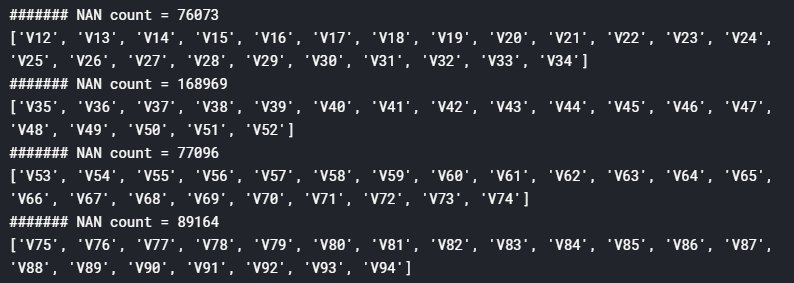 ####### NAN count = 76073
['V12', 'V13', 'V14', 'V15', 'V16', 'V17', 'V18', 'V19', 'V20', 'V21', 'V22', 'V23', 'V24',
'V25', 'V26', 'V27', 'V28', 'V29', 'V30', 'V31', 'V32', 'V33', 'V34']
####### NAN count = 168969
['V35', 'V36', 'V37', 'V38', 'V39', 'V40', 'V41', 'V42', 'V43', 'V44', 'V45', 'V46', 'V47',
'V48', 'V49', 'V50', 'V51', 'V52']
####### NAN count = 77096
['V53', 'V54', 'V55', 'V56', 'V57', 'V58', 'V59', 'V60', 'V61', 'V62', 'V63', 'V64', 'V65',
'V66', 'V67', 'V68', 'V69', 'V70', 'V71', 'V72', 'V73', 'V74']
####### NAN count = 89164
['V75', 'V76', 'V77', 'V78', 'V79', 'V80', 'V81', 'V82', 'V83', 'V84', 'V85', 'V86', 'V87',
'V88', 'V89', 'V90', 'V91', 'V92', 'V93', 'V94']